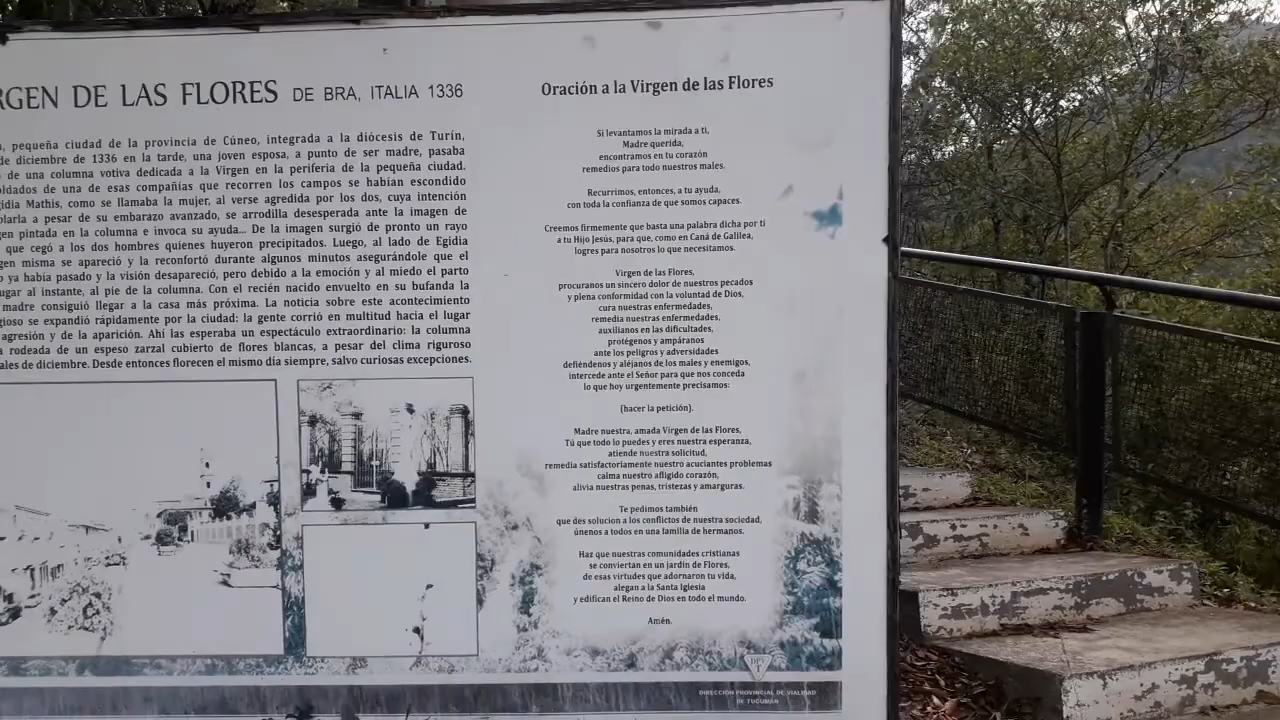 RGEN DE LAS FLORES DE BRA, ITALIA 1336
pequeña ciudad de la provincia de Cúneo, integrada a la diócesis de Turín,
de diciembre de 1336 en la tarde, una joven esposa, a punto de ser madre, pasaba
de una columna votiva dedicada a la Virgen en la periferia de la pequeña ciudad.
oldados de una de esas compañías que recorren los campos se habían escondido
gidia Mathis, como se llamaba la mujer, al verse agredida por los dos, cuya intención
olarla a pesar de su embarazo avanzado, se arrodilla desesperada ante la imagen de
gen pintada en la columna e invoca su ayuda... De la imagen surgió de pronto un rayo
que cegó a los dos hombres quienes huyeron precipitados. Luego, al lado de Egidia
gen misma se apareció y la reconfortó durante algunos minutos asegurándole que el
o ya había pasado y la visión desapareció, pero debido a la emoción y al miedo el parto
ugar al instante, al pie de la columna. Con el recién nacido envuelto en su bufanda la
madre consiguió llegar a la casa más próxima. La noticia sobre este acontecimiento
gioso se expandió rápidamente por la ciudad: la gente corrió en multitud hacia el lugar
agresión y de la aparición. Ahí las esperaba un espectáculo extraordinario: la columna
a rodeada de un espeso zarzal cubierto de flores blancas, a pesar del clima riguroso
ales de diciembre. Desde entonces florecen el mismo día siempre, salvo curiosas excepciones.
Oración a la Virgen de las Flores
Si levantamos la mirada a ti,
Madre querida,
encontramos en tu corazón
remedios para todo nuestros males.
Recurrimos, entonces, a tu ayuda,
con toda la confianza de que somos capaces.
Creemos firmemente que basta una palabra dicha por ti
a tu Hijo Jesús, para que, como en Caná de Galilea,
logres para nosotros lo que necesitamos.
Virgen de las Flores,
procuranos un sincero dolor de nuestros pecados
y plena conformidad con la voluntad de Dios,
cura nuestras enfermedades,
remedia nuestras enfermedades,
auxilianos en las dificultades,
protégenos y ampáranos
ante los peligros y adversidades
defiéndenos y aléjanos de los males y enemigos,
intercede ante el Señor para que nos conceda
lo que hoy urgentemente precisamos:
(hacer la petición).
Madre nuestra, amada Virgen de las Flores,
Tú que todo lo puedes y eres nuestra esperanza,
atiende nuestra solicitud,
remedia satisfactoriamente nuestro acuciantes problemas
calma nuestro afligido corazón,
alivia nuestras penas, tristezas y amarguras.
Te pedimos también
que des solucion a los conflictos de nuestra sociedad,
únenos a todos en una familia de hermanos.
Haz que nuestras comunidades cristianas
se conviertan en un jardín de Flores,
de esas virtudes que adornaron tu vida,
alegan a la Santa Iglesia
y edifican el Reino de Dios en todo el mundo.
Amén.
DPV
T
DIRECCIÓN PROVINCIAL DE VIALIDAD
DE TUCUMÁN